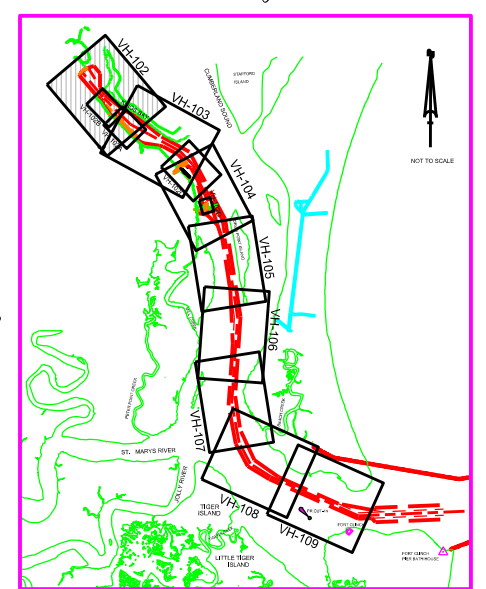 VH-102
VH-103
STAFFORD
ISLAND
CUMBERLAND SOUND
NOT TO SCALE
VH-102B
VH-104
VH-105
VH-106
VH-107
ST. MARYS RIVER
JOLLY RIVER
TIGER
ISLAND
VH-108
VH-109
FORT CLINCH
FORT CLINCH
PIER BATHHOUSE
LITTLE TIGER
ISLAND